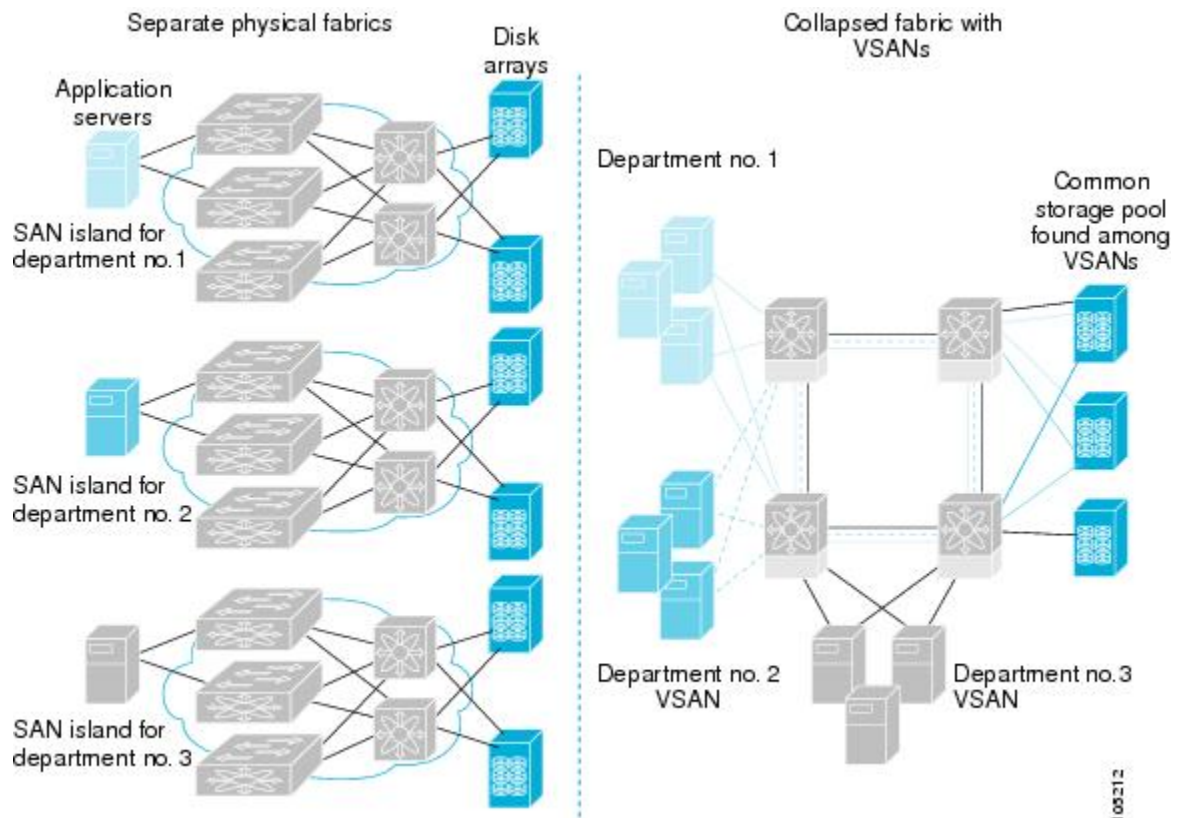 Separate physical fabrics
Disk
arrays
Application
servers
SAN island for
department no.1
SAN island for
department no. 2
SAN island for
department no. 3
Collapsed fabric with
VSANs
Department no. 1
Common
storage pool
found among
VSANs
Department no. 2
VSAN
Department no.3
VSAN